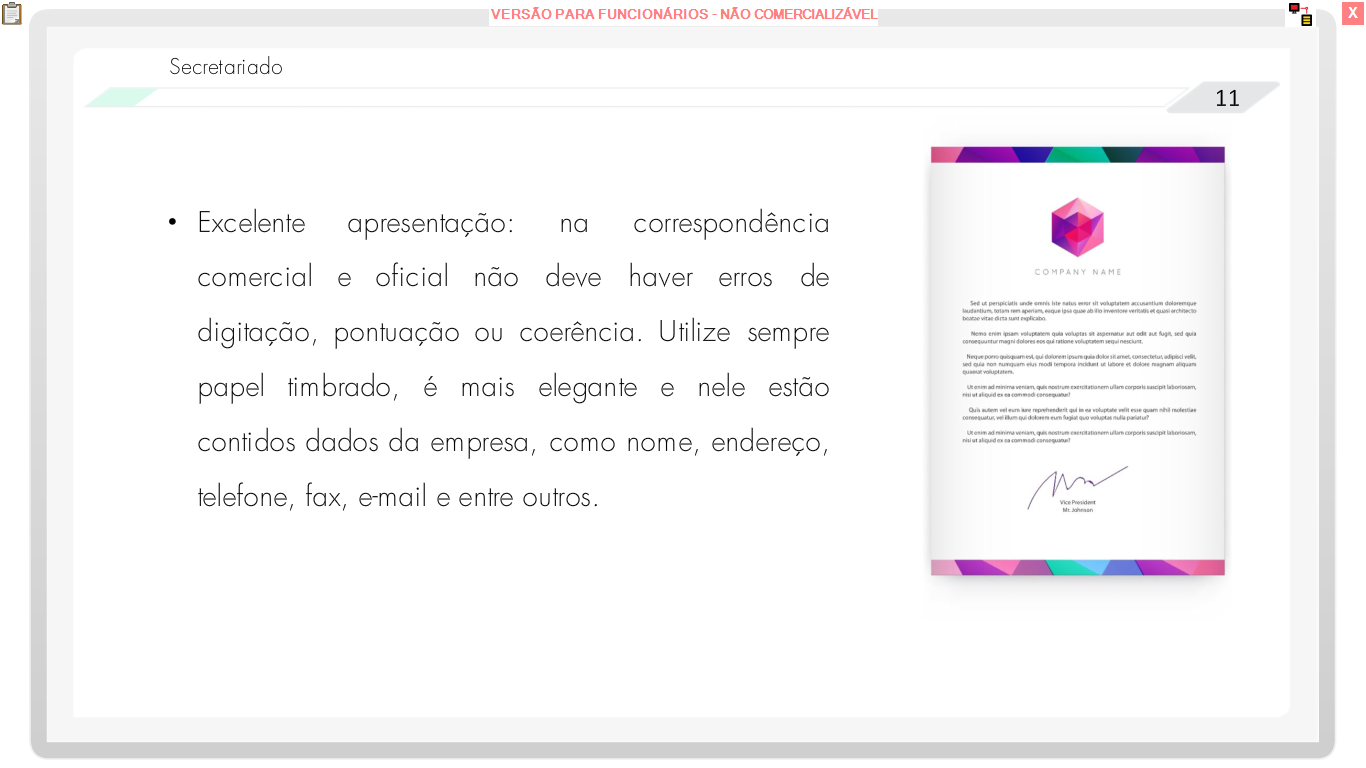 VERSÃO PARA FUNCIONÁRIOS - NÃO COMERCIALIZÁVEL
X
Secretariado
11
• Excelente apresentação: na correspondência
comercial e oficial não deve haver erros de
digitação, pontuação ou coerência. Utilize sempre
papel timbrado, é mais elegante e nele estão
contidos dados da empresa, como nome, endereço,
telefone, fax, e-mail e entre outros.
COMPANY NAME
Sed ut perspiciatis unde omnis iste natus error sit voluptatem accusantium doloremque
laudantium, totam rem aperiam, eaque ipsa quae ab illo inventore veritatis et quasi architecto
beatae vitae dicta sunt explicabo.
Nemo enim ipsam voluptatem quia voluptas sit aspernatur aut odit aut fugit, sed quia
consequuntur magni dolores eos qui ratione voluptatem sequi nesciunt.
Neque porro quisquam est, qui dolorem ipsum quia dolor sit amet, consectetur, adipisci velit,
sed quia non numquam eius modi tempora incidunt ut labore et dolore magnam aliquam
quaerat voluptatem.
Ut enim ad minima veniam, quis nostrum exercitationem ullam corporis suscipit laboriosam,
nisi ut aliquid ex ea commodi consequatur?
Quis autem vel eum iure reprehenderit qui in ea voluptate velit esse quam nihil molestiae
consequatur, vel illum qui dolorem eum fugiat quo voluptas nulla pariatur?
Ut enim ad minima veniam, quis nostrum exercitationem ullam corporis suscipit laboriosam,
nisi ut aliquid ex ea commodi consequatur?
Vice President
Mr. Johnson